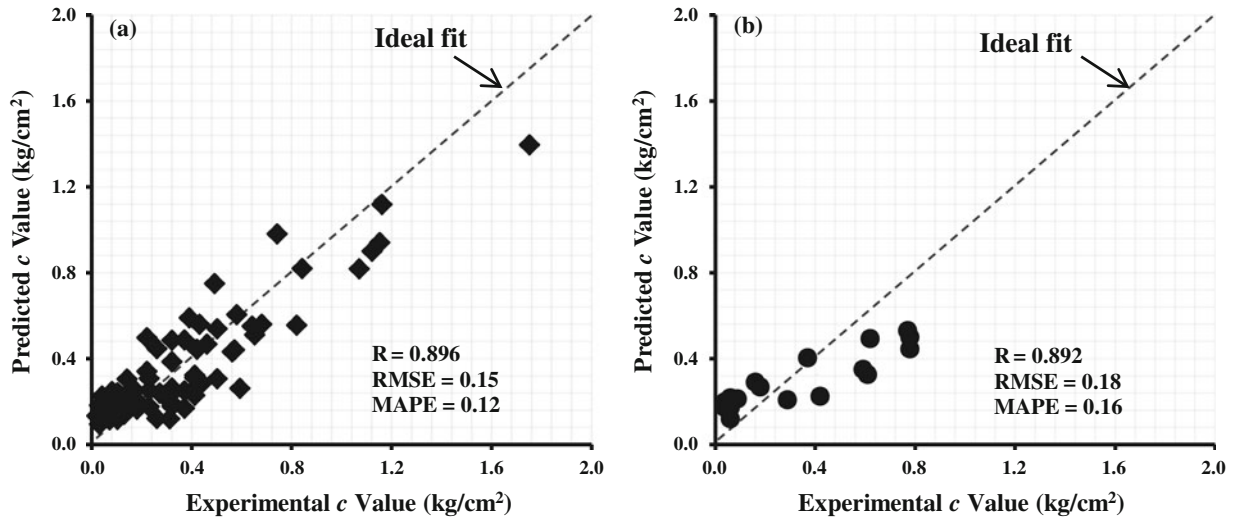 (a)
Ideal fit
2.0
1.6
1.2
0.8
0.4
0.0
Predicted c Value (kg/cm²)
R = 0.896
RMSE = 0.15
MAPE = 0.12
0.0 0.4 0.8 1.2 1.6 2.0
Experimental c Value (kg/cm²)
(b)
Ideal fit
2.0
1.6
1.2
0.8
0.4
0.0
Predicted c Value (kg/cm²)
R = 0.892
RMSE = 0.18
MAPE = 0.16
0.0 0.4 0.8 1.2 1.6 2.0
Experimental c Value (kg/cm²)